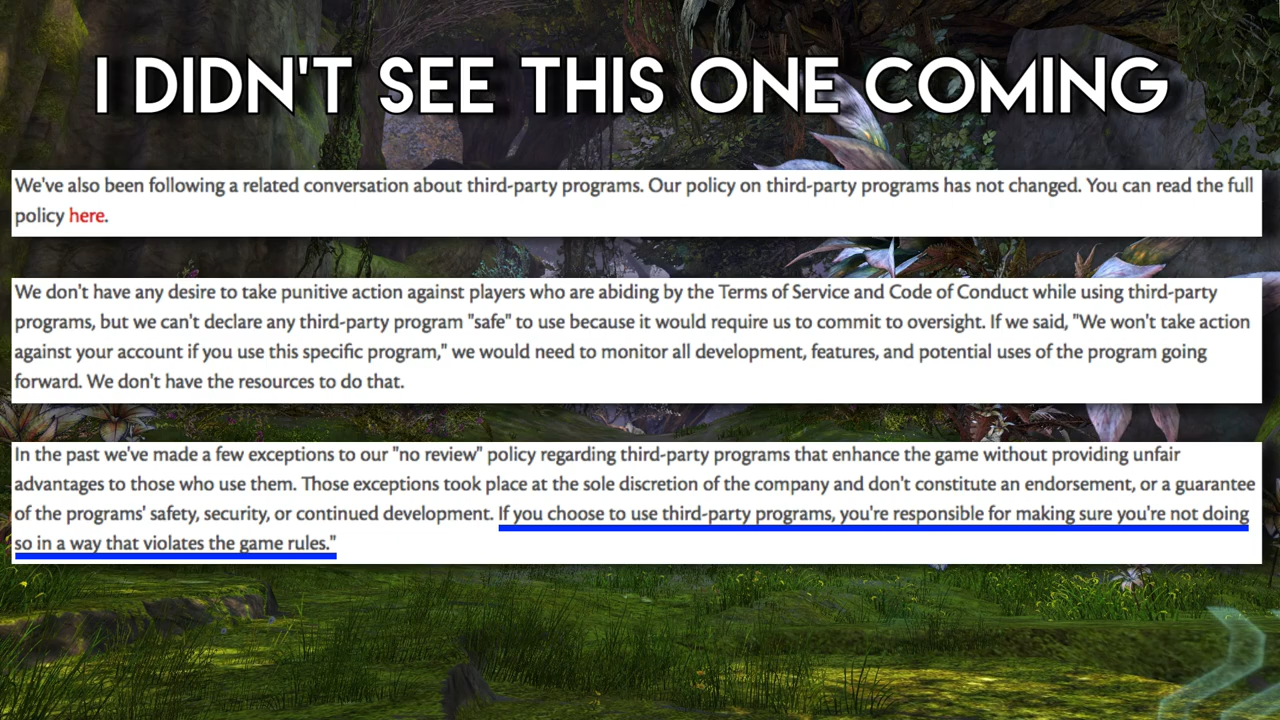 I DIDN'T SEE THIS ONE COMING
We've also been following a related conversation about third-party programs. Our policy on third-party programs has not changed. You can read the full
policy here.
We don't have any desire to take punitive action against players who are abiding by the Terms of Service and Code of Conduct while using third-party
programs, but we can't declare any third-party program "safe" to use because it would require us to commit to oversight. If we said, "We won't take action
against your account if you use this specific program," we would need to monitor all development, features, and potential uses of the program going
forward. We don't have the resources to do that.
In the past we've made a few exceptions to our "no review" policy regarding third-party programs that enhance the game without providing unfair
advantages to those who use them. Those exceptions took place at the sole discretion of the company and don't constitute an endorsement, or a guarantee
of the programs' safety, security, or continued development. If you choose to use third-party programs, you're responsible for making sure you're not doing
so in a way that violates the game rules."